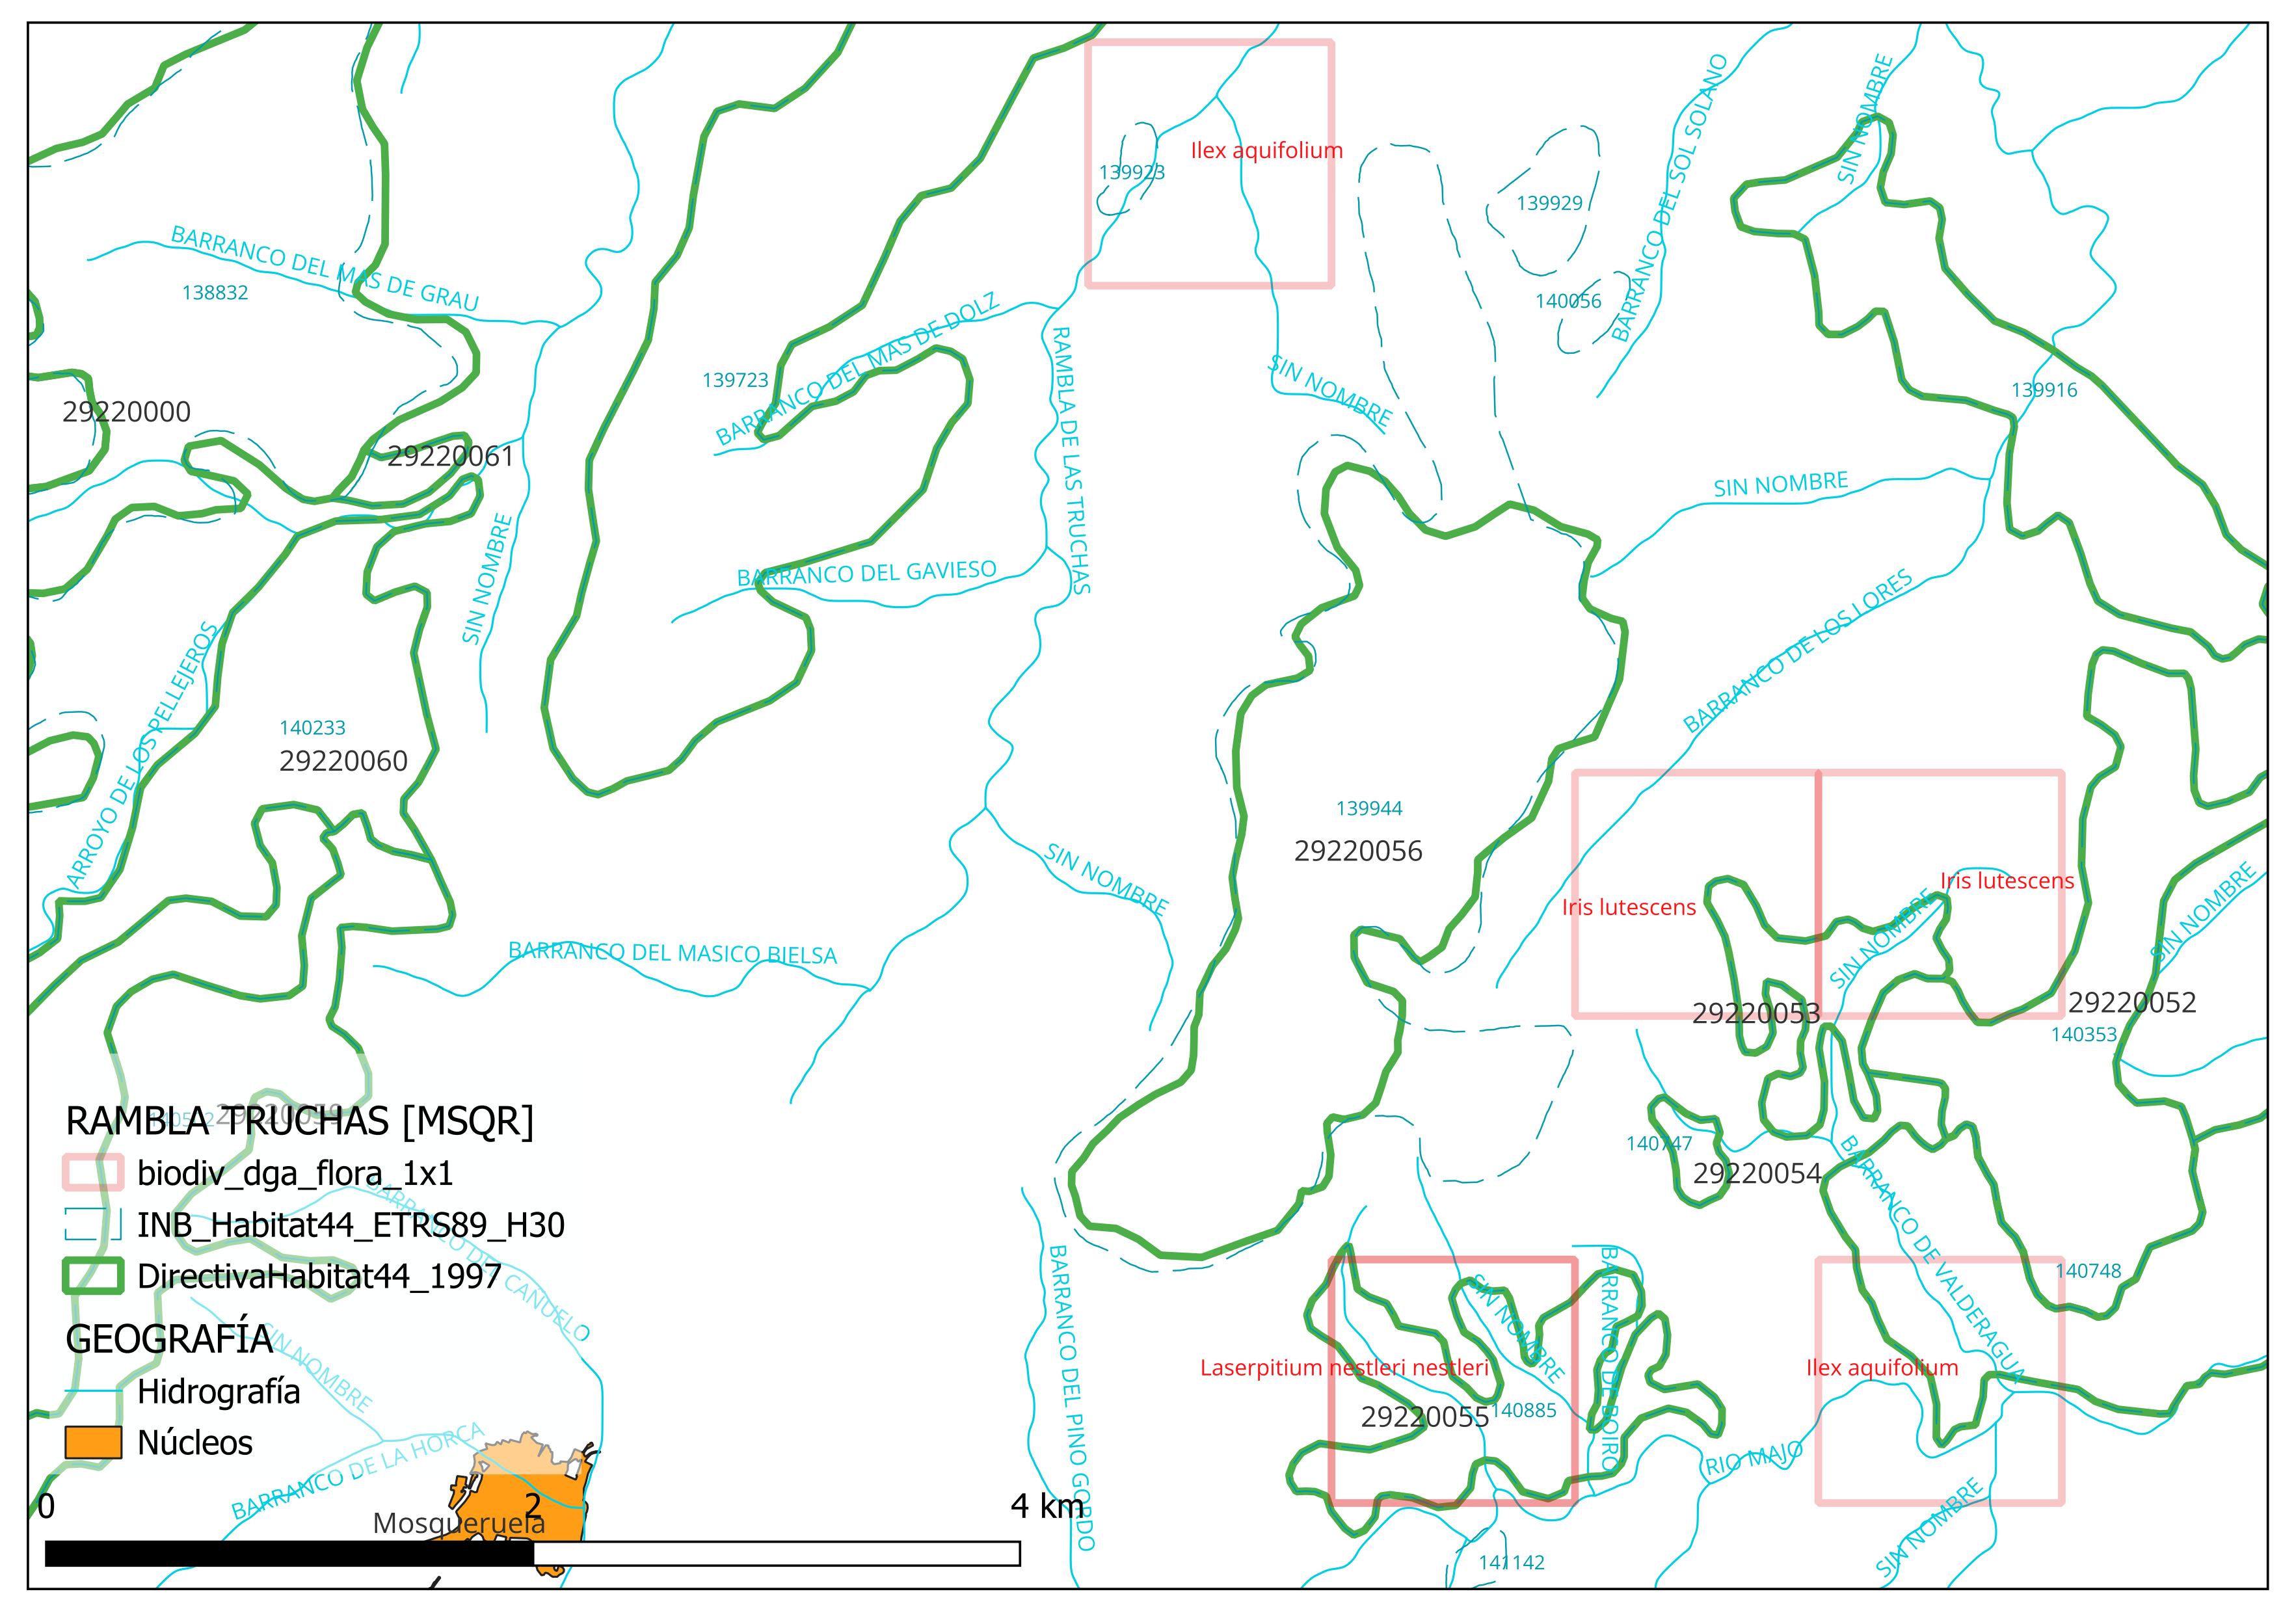 Ilex aquifolium
139923
139929
BARRANCO DEL SOL SOLANO
SIN NOMBRE
BARRANCO DEL MAS DE GRAU
138832
140056
BARRANCO DEL MAS DE DOLZ
RAMBLA DE LAS TRUCHAS
139723
SIN NOMBRE
139916
29220000
29220061
SIN NOMBRE
SIN NOMBRE
BARRANCO DEL GAVIESO
BARRANCO DE LOS LORES
ARROYO DE LOS PELLEJEROS
140233
29220060
139944
29220056
SIN NOMBRE
Iris lutescens
Iris lutescens
SIN NOMBRE
SIN NOMBRE
BARRANCO DEL MASICO BIELSA
29220053
29220052
140353
29220059
140747
29220054
BARRANCO DE VALDERAGUA
RAMBLA TRUCHAS [MSQR]
biodiv_dga_flora_1x1
INB_Habitat44_ETRS89_H30
DirectivaHabitat44_1997
GEOGRAFÍA
Hidrografía
Núcleos
BARRANCO DEL CAÑUELO
SIN NOMBRE
BARRANCO DE LA HORCA
BARRANCO DEL PINO GORDO
SIN NOMBRE
BARRANCO DE BOIRO
140748
Laserpitium nestleri nestleri
Ilex aquifolium
29220055
140885
RIO MAJO
SIN NOMBRE
141142
Mosqueruela
0 2 4 km